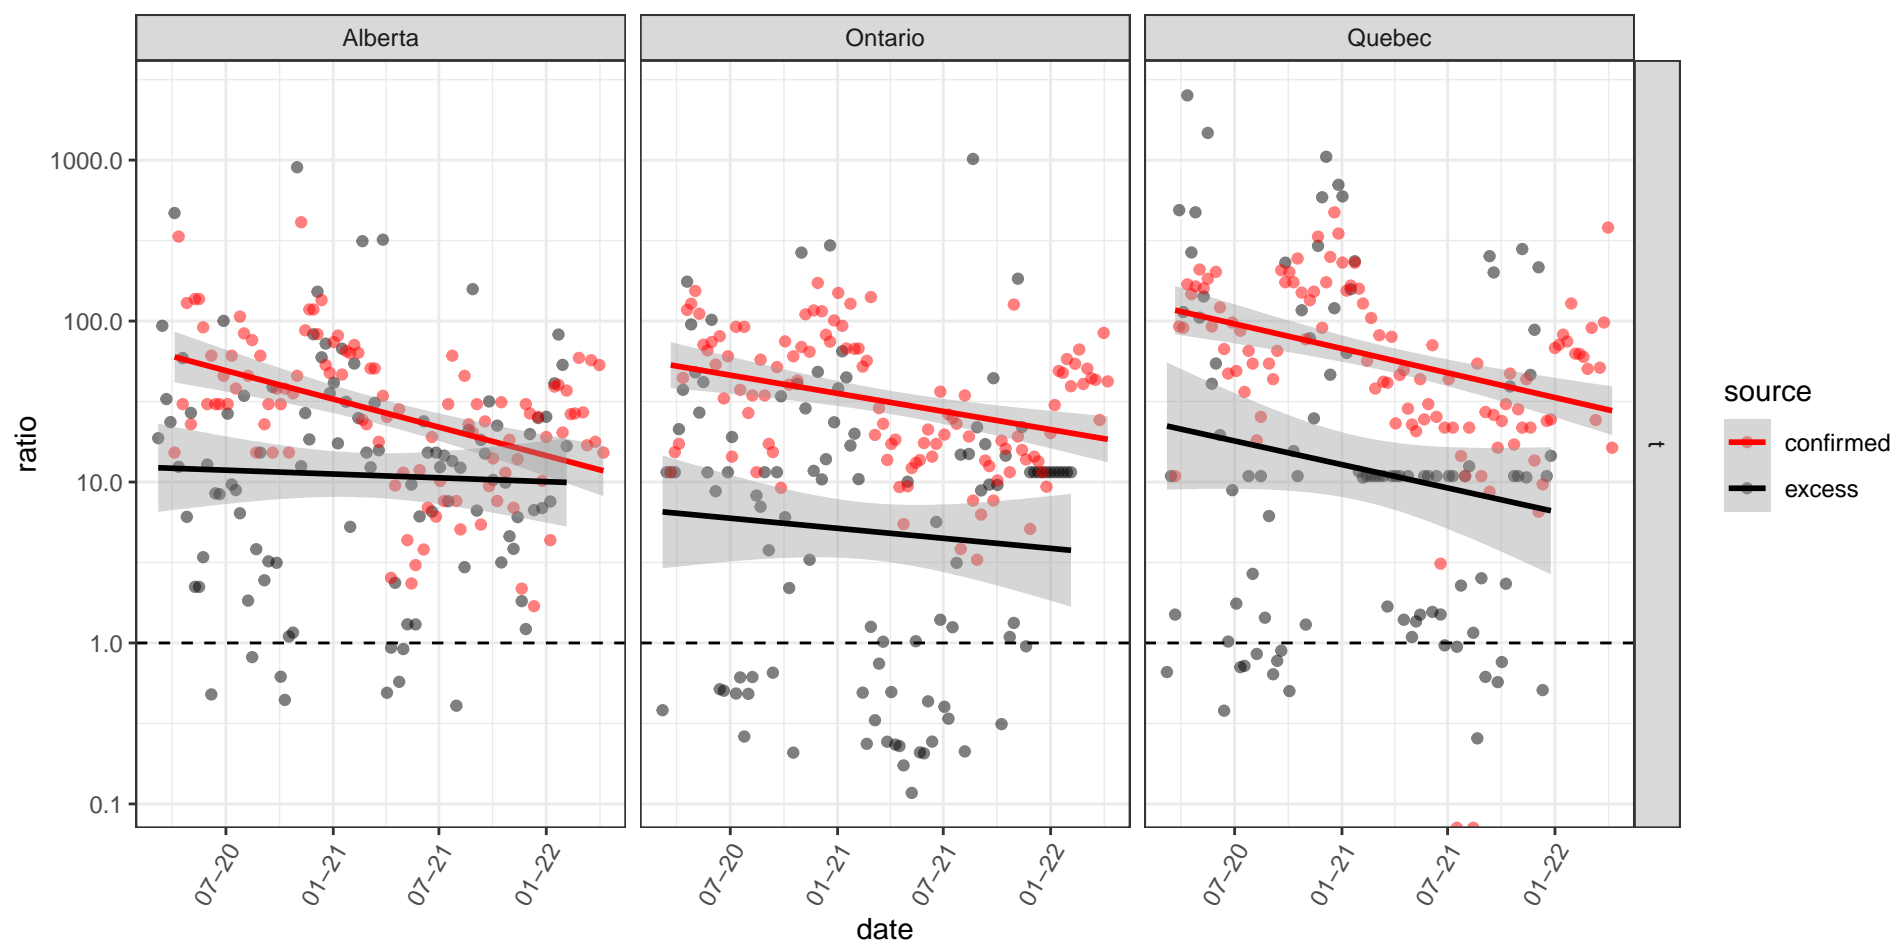 Alberta
Ontario
Quebec
ratio
1000.0
100.0
10.0
1.0
0.1
t
source
confirmed
excess
07–20
01–21
07–21
01–22
07–20
01–21
07–21
01–22
07–20
01–21
07–21
01–22
date